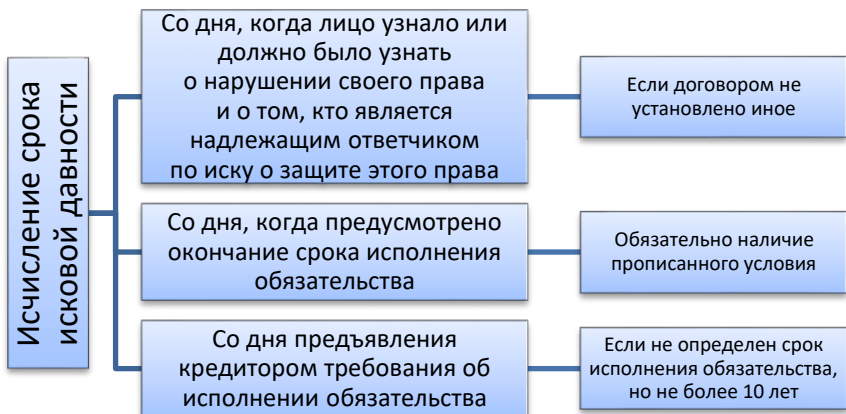 Исчисление срока
исковой давности
Со дня, когда лицо узнало или
должно было узнать
о нарушении своего права
и о том, кто является
надлежащим ответчиком
по иску о защите этого права
Если договором не
установлено иное
Со дня, когда предусмотрено
окончание срока исполнения
обязательства
Обязательно наличие
прописанного условия
Со дня предъявления
кредитором требования об
исполнении обязательства
Если не определен срок
исполнения обязательства,
но не более 10 лет